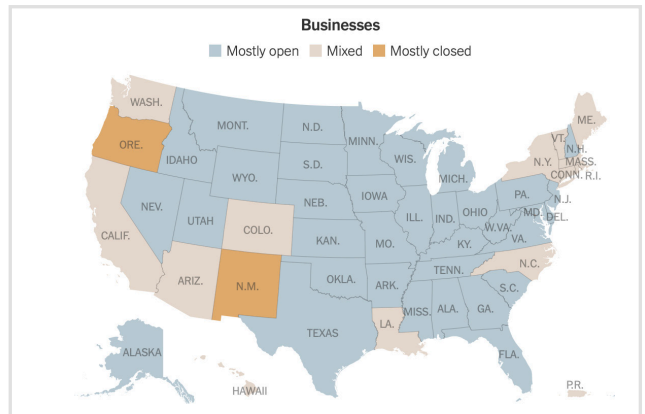 Businesses
Mostly open Mixed Mostly closed
WASH.
ME.
MONT.
N.D.
VT.
MINN.
ORE.
N.H.
IDAHO
S.D.
WIS.
N.Y.
MASS.
WYO.
MICH.
CONN.
R.I.
IOWA
PA.
N.J.
NEB.
NEV.
OHIO
MD.
DEL.
UTAH
ILL.
IND.
COLO.
W.VA.
CALIF.
KAN.
MO.
KY.
VA.
N.C.
TENN.
ARIZ.
N.M.
OKLA.
ARK.
S.C.
MISS.
ALA.
GA.
LA.
TEXAS
ALASKA
FLA.
HAWAII
P.R.